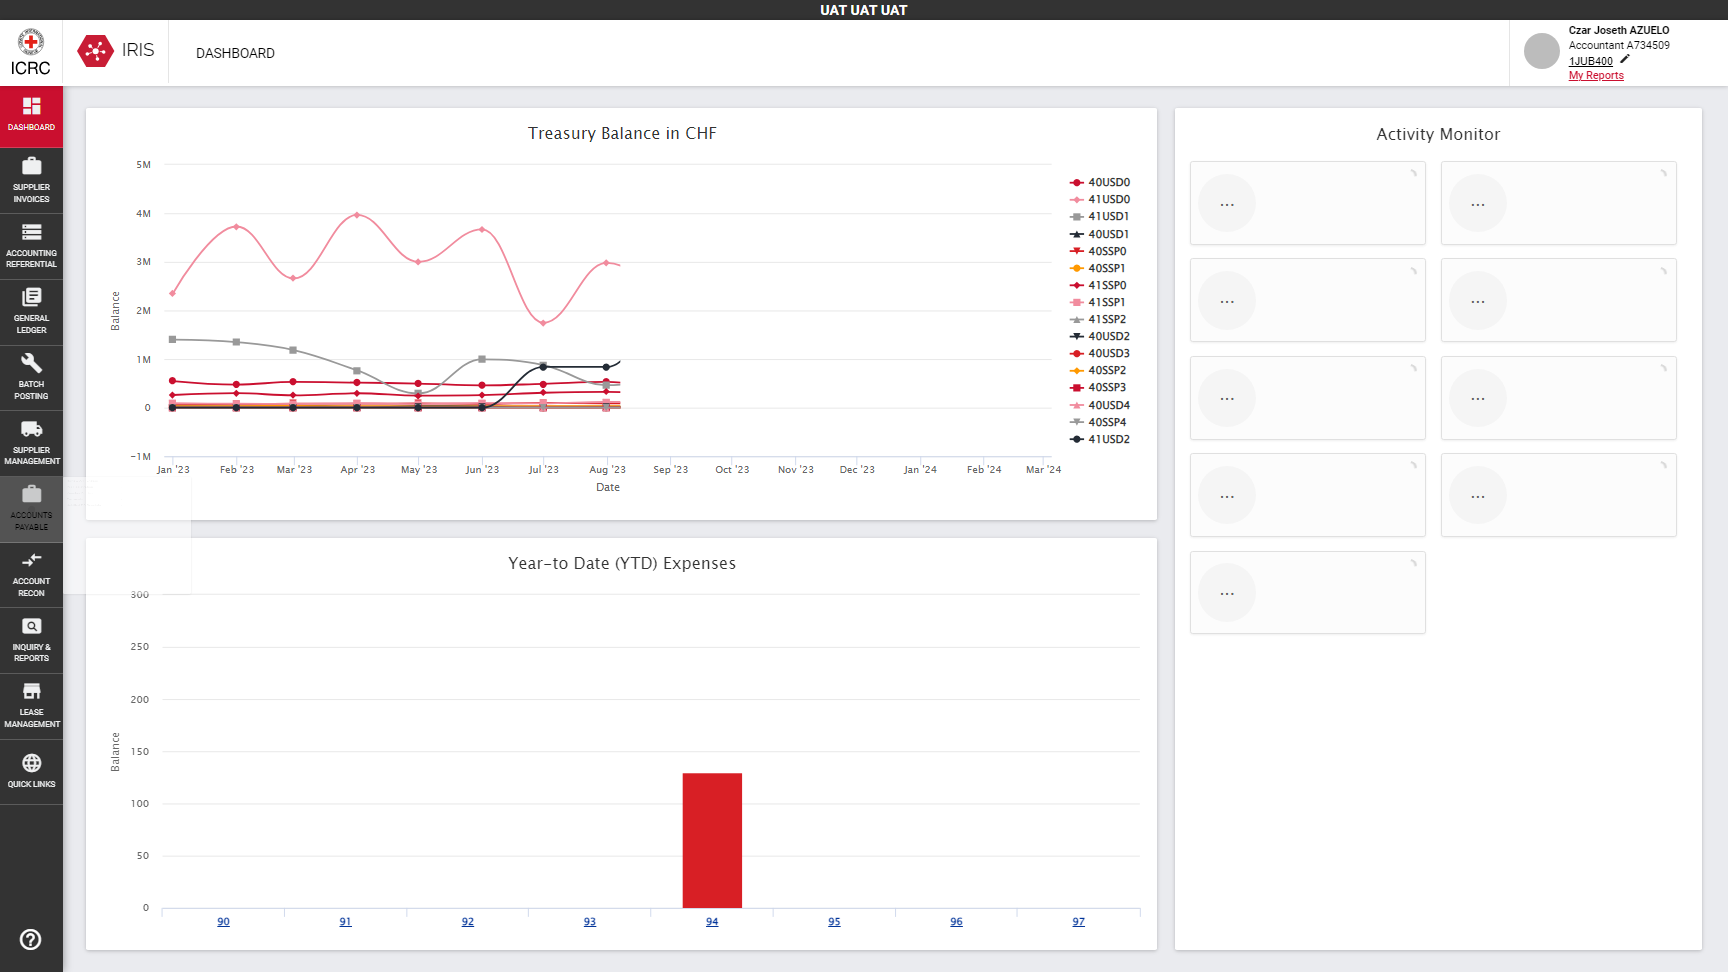 UAT UAT UAT
ICRC
IRIS
DASHBOARD
Czar Joseth AZUELO
Accountant A734509
1JUB400
My Reports
DASHBOARD
SUPPLIER
INVOICES
ACCOUNTING
REFERENTIAL
GENERAL
LEDGER
BATCH
POSTING
SUPPLIER
MANAGEMENT
ACCOUNTS
PAYABLE
ACCOUNT
RECON
INQUIRY &
REPORTS
LEASE
MANAGEMENT
QUICK LINKS
Treasury Balance in CHF
5M
4M
3M
2M
1M
0
−1M
Balance
Jan '23 Feb '23 Mar '23 Apr '23 May '23 Jun '23 Jul '23 Aug '23 Sep '23 Oct '23 Nov '23 Dec '23 Jan '24 Feb '24 Mar '24
Date
40USD0
41USD0
41USD1
40USD1
40SSP0
40SSP1
41SSP0
41SSP1
41SSP2
40USD2
40USD3
40SSP2
40SSP3
40USD4
40SSP4
41USD2
Year-to Date (YTD) Expenses
300
250
200
150
100
50
0
Balance
90 91 92 93 94 95 96 97
Activity Monitor
... ...
... ...
... ...
... ...
...